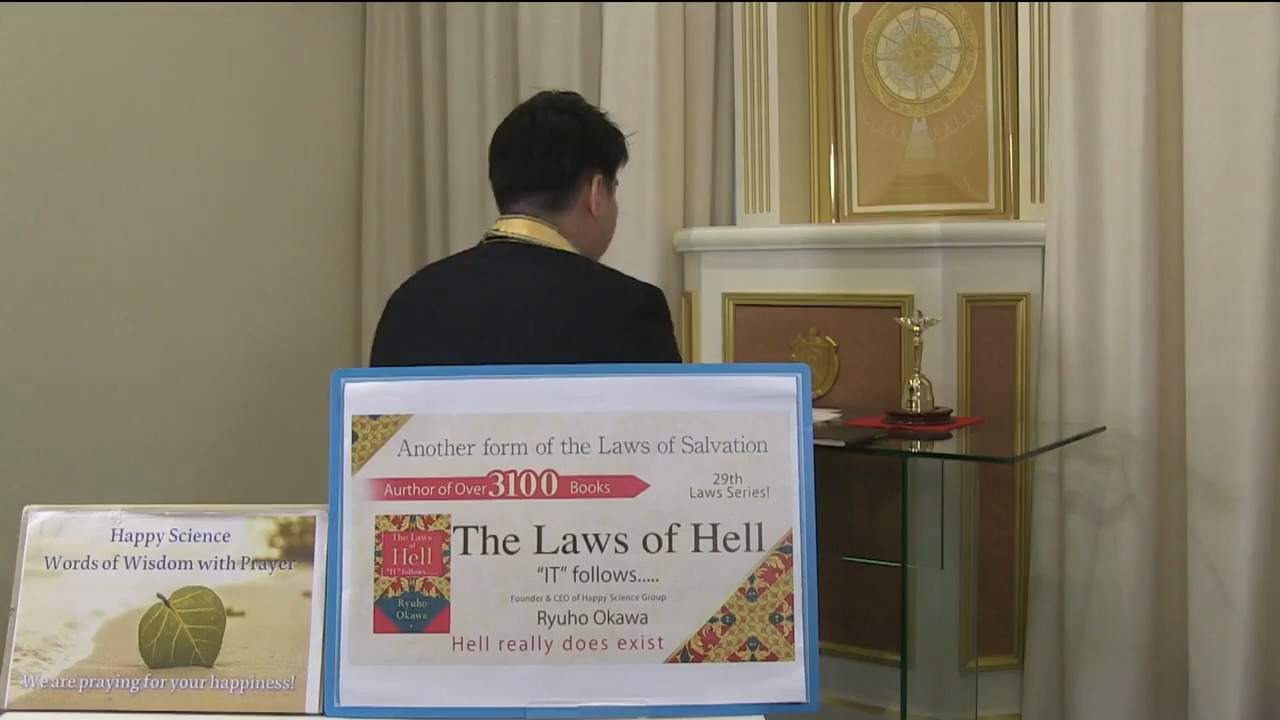 Another form of the Laws of Salvation
Aurthor of Over 3100 Books
29th
Laws Series!
The Laws
of
Hell
"IT" follows.....
Ryuho
Okawa
The Laws of Hell
"IT" follows.....
Founder & CEO of Happy Science Group
Ryuho Okawa
Hell really does exist
Happy Science
Words of Wisdom with Prayer
We are praying for your happiness!